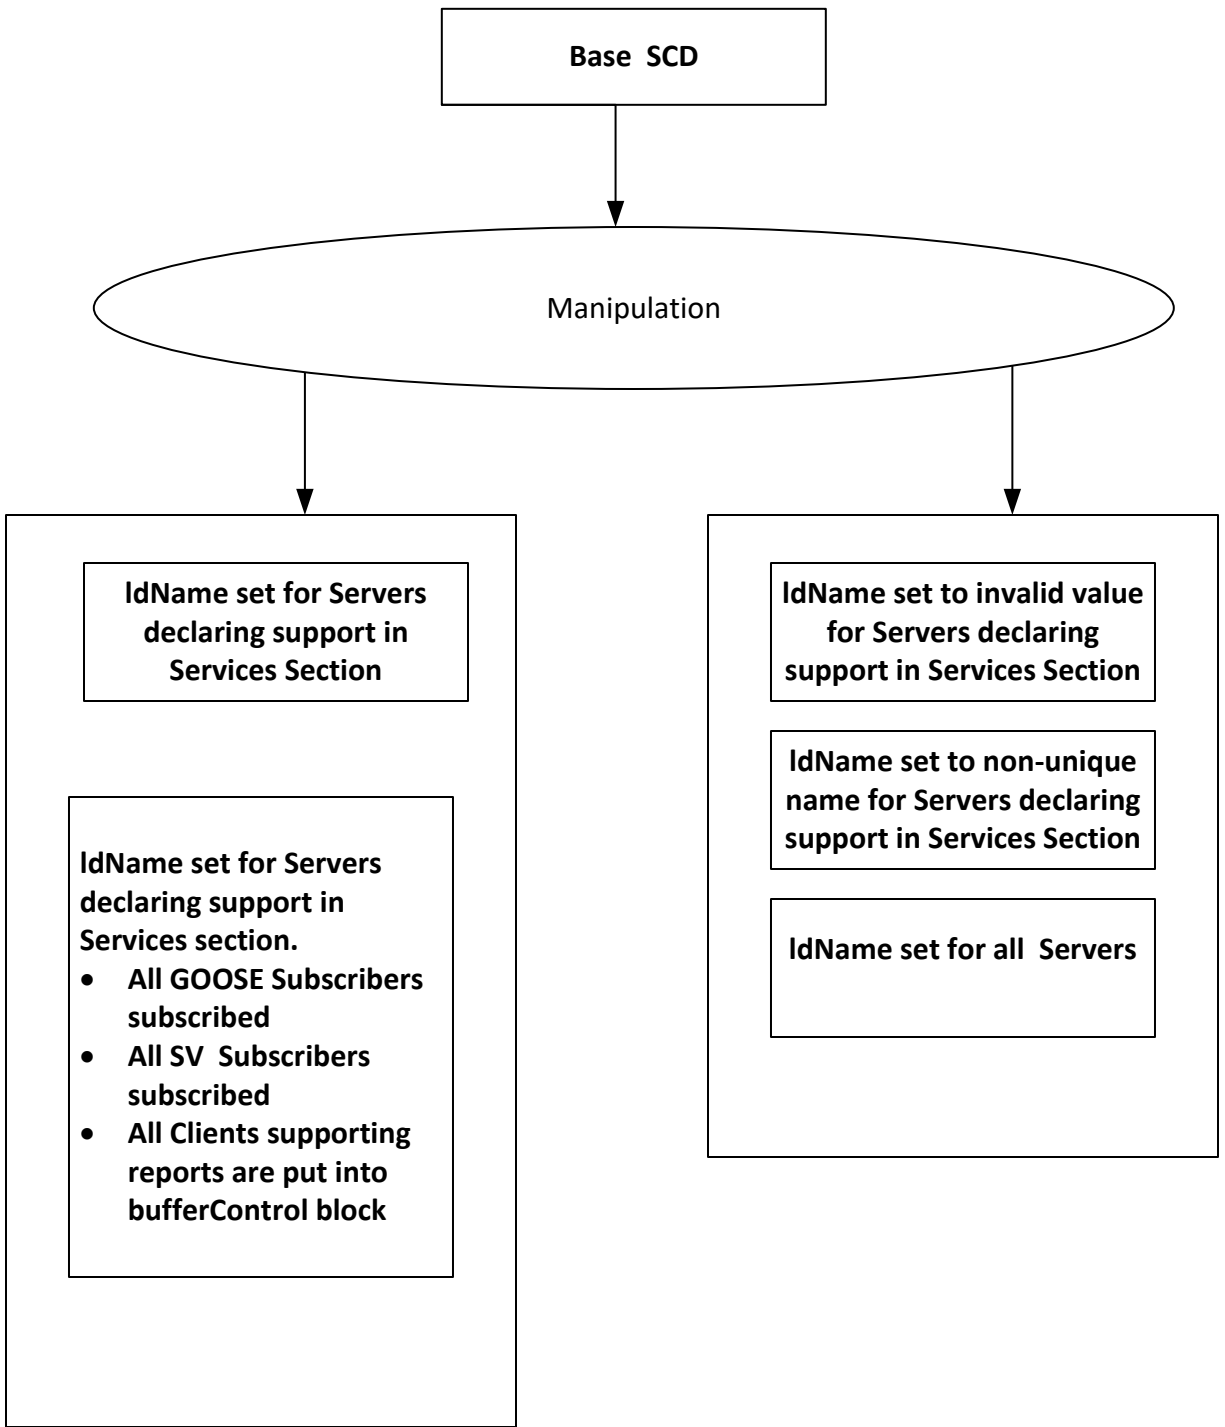 Base  SCD
Manipulation
ldName set for Servers
declaring support in
Services Section
ldName set for Servers
declaring support in
Services section.
• All GOOSE Subscribers
subscribed
• All SV  Subscribers
subscribed
• All Clients supporting
reports are put into
bufferControl block
ldName set to invalid value
for Servers declaring
support in Services Section
ldName set to non-unique
name for Servers declaring
support in Services Section
ldName set for all  Servers